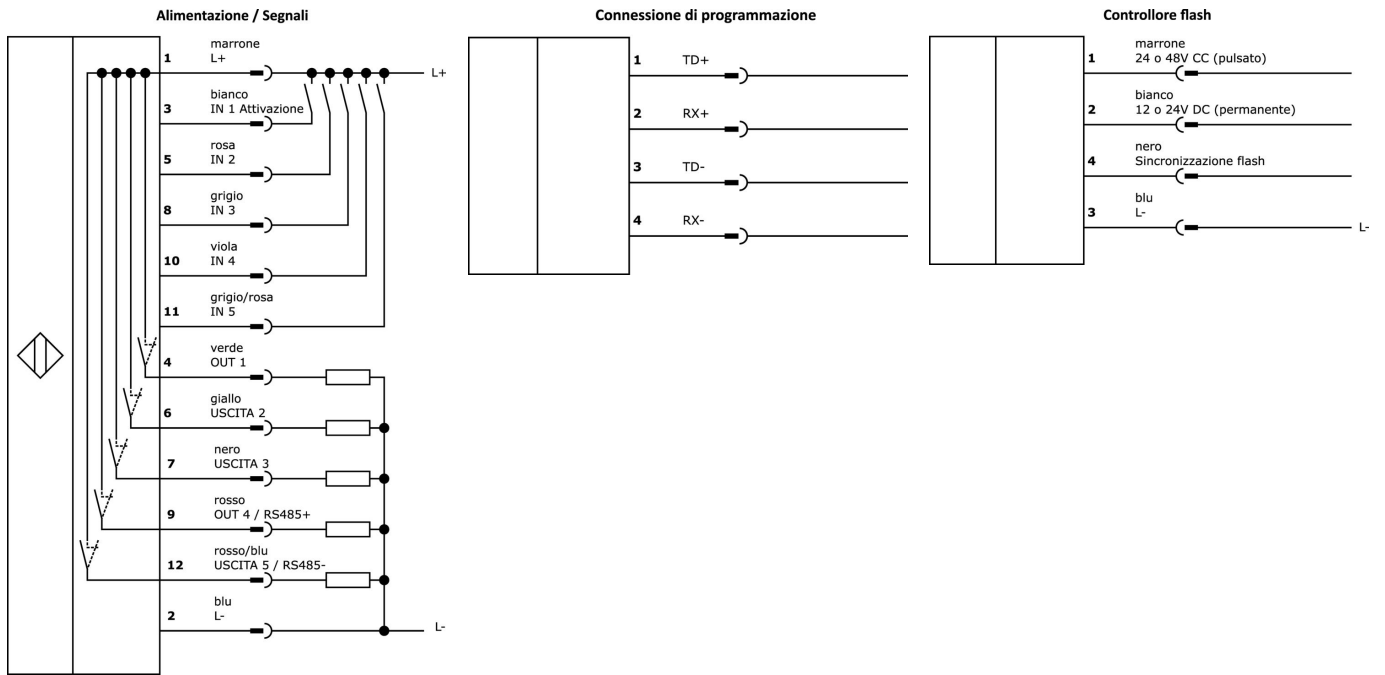 Alimentazione / Segnali
1
marrone
L+
L+
3
bianco
IN 1 Attivazione
5
rosa
IN 2
8
grigio
IN 3
10
viola
IN 4
11
grigio/rosa
IN 5
4
verde
OUT 1
6
giallo
USCITA 2
7
nero
USCITA 3
9
rosso
OUT 4 / RS485+
12
rosso/blu
USCITA 5 / RS485-
2
blu
L-
L-
Connessione di programmazione
1 TD+
2 RX+
3 TD-
4 RX-
Controllore flash
1
marrone
24 o 48V CC (pulsato)
2
bianco
12 o 24V DC (permanente)
4
nero
Sincronizzazione flash
3
blu
L-
L-